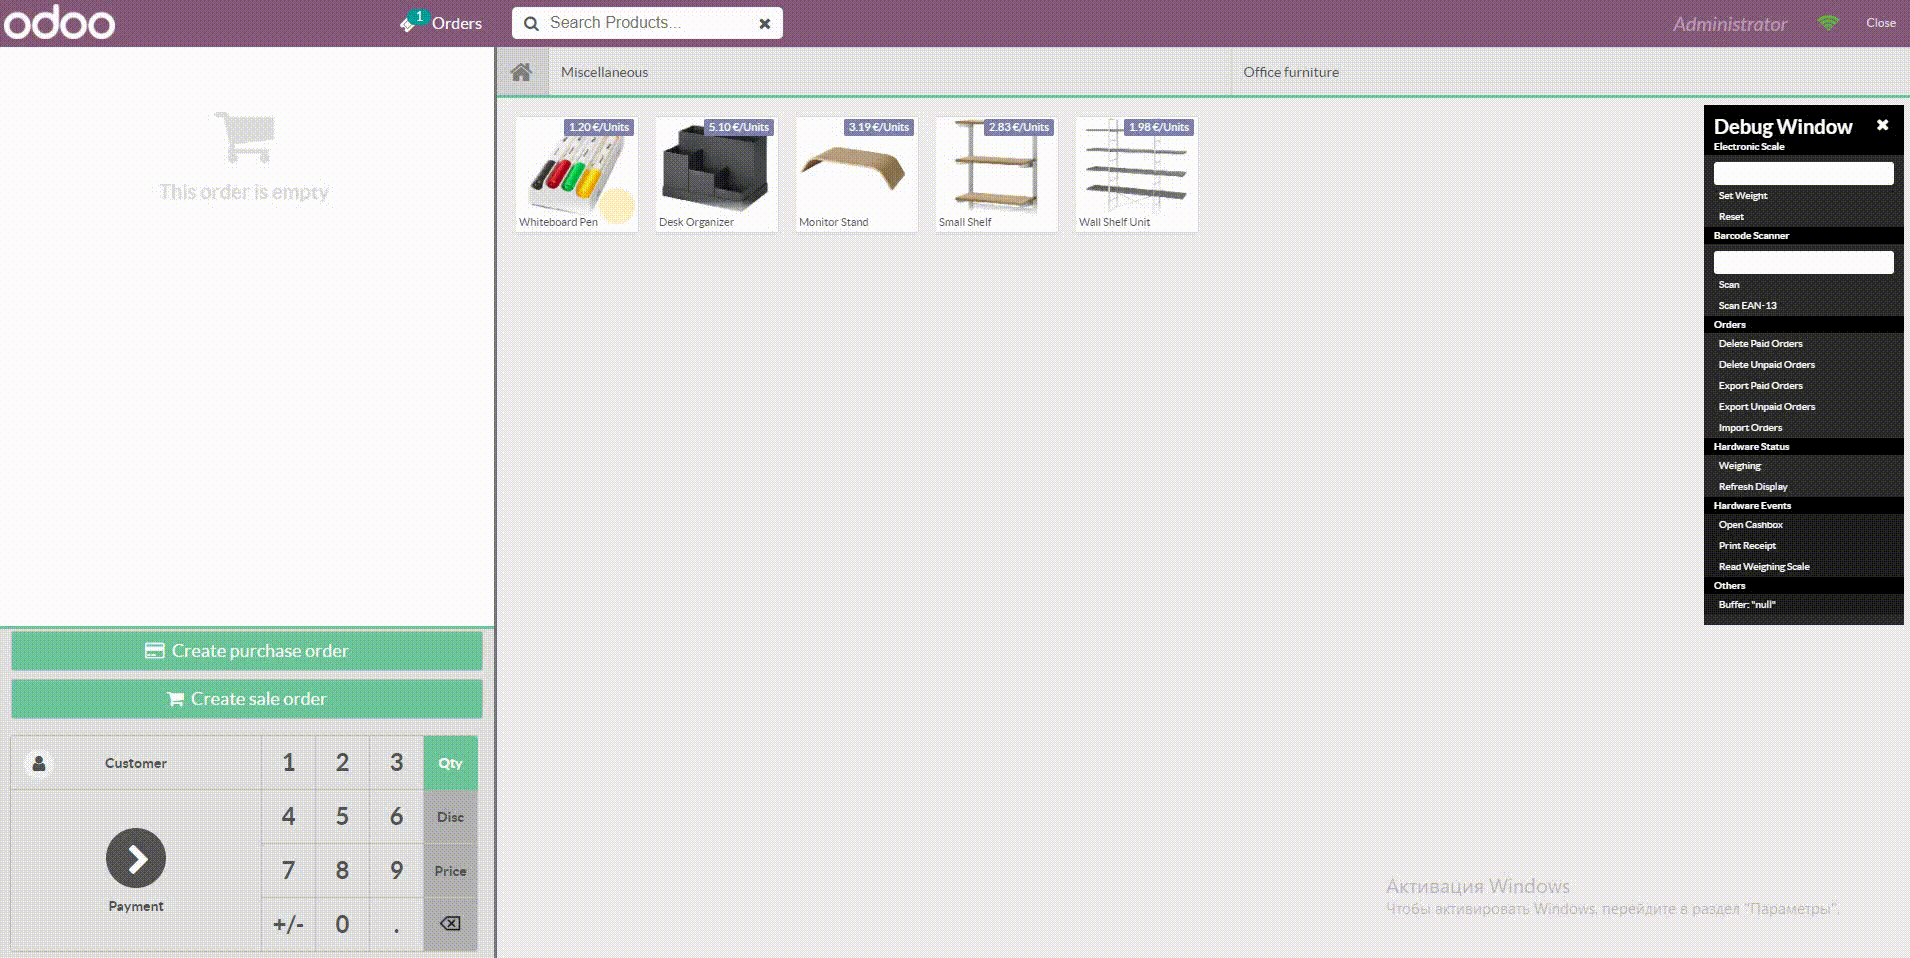 odoo
1
Orders
Search Products...
Administrator
Close
Miscellaneous
Office furniture
This order is empty
1.20 €/Units
Whiteboard Pen
5.10 €/Units
Desk Organizer
3.19 €/Units
Monitor Stand
2.83 €/Units
Small Shelf
1.98 €/Units
Wall Shelf Unit
Debug Window
Electronic Scale
Set Weight
Reset
Barcode Scanner
Scan
Scan EAN-13
Orders
Delete Paid Orders
Delete Unpaid Orders
Export Paid Orders
Export Unpaid Orders
Import Orders
Hardware Status
Weighing
Refresh Display
Hardware Events
Open Cashbox
Print Receipt
Read Weighing Scale
Others
Buffer: "null"
Create purchase order
Create sale order
Customer
1 2 3 Qty
4 5 6 Disc
7 8 9 Price
+/- 0 .
Payment
Активация Windows
Чтобы активировать Windows, перейдите в раздел "Параметры".